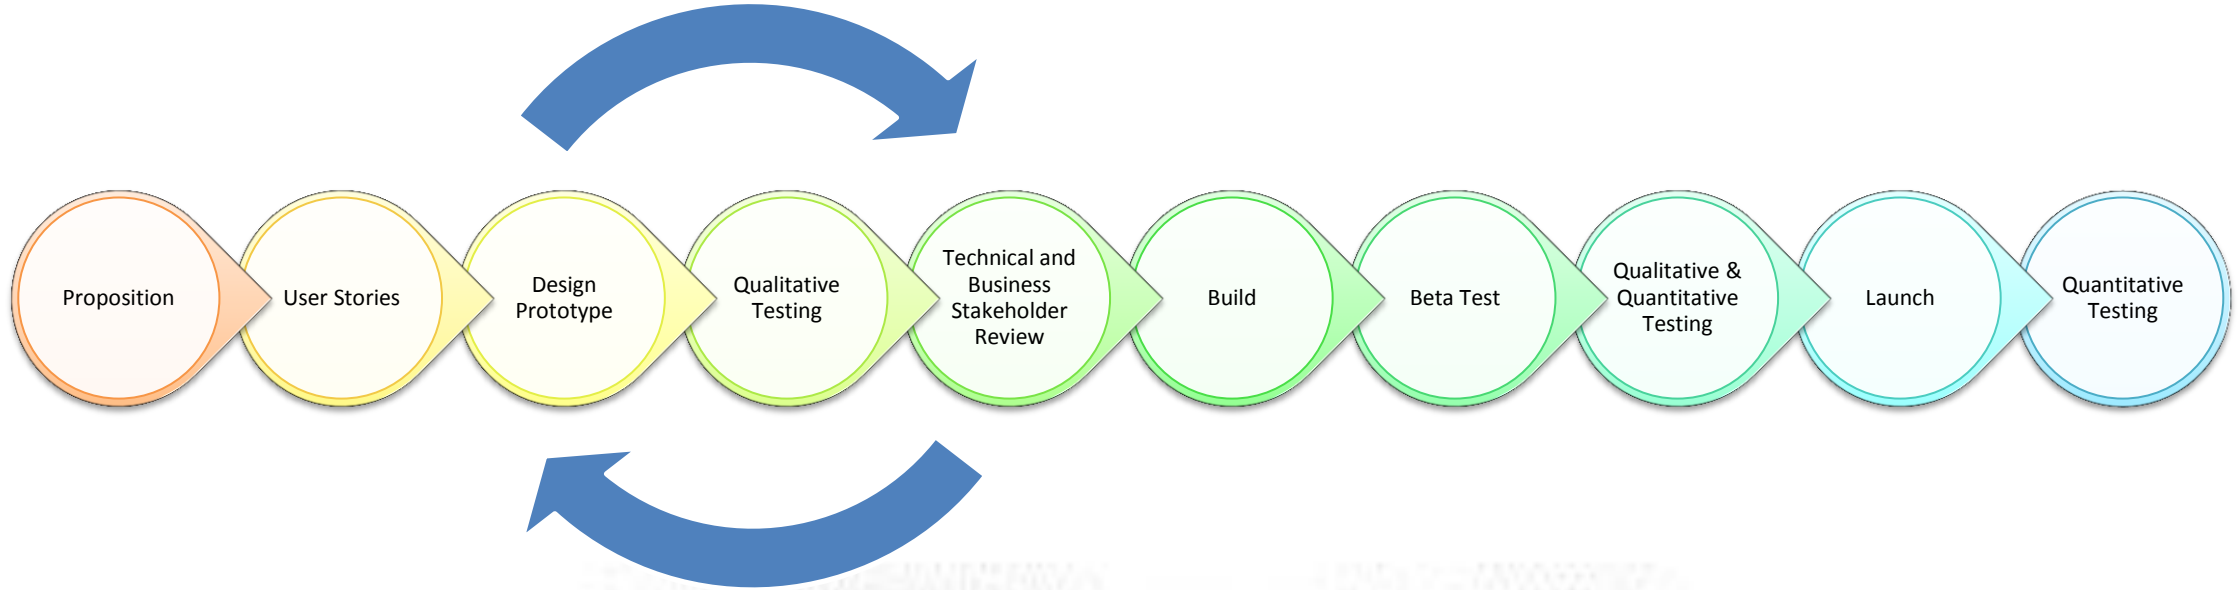 Proposition
User Stories
Design
Prototype
Qualitative
Testing
Technical and
Business
Stakeholder
Review
Build
Beta Test
Qualitative &
Quantitative
Testing
Launch
Quantitative
Testing